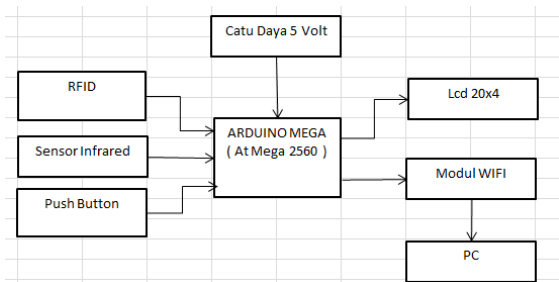 Catu Daya 5 Volt
RFID
Lcd 20x4
ARDUINO MEGA
( At Mega 2560 )
Sensor Infrared
Modul WIFI
Push Button
PC